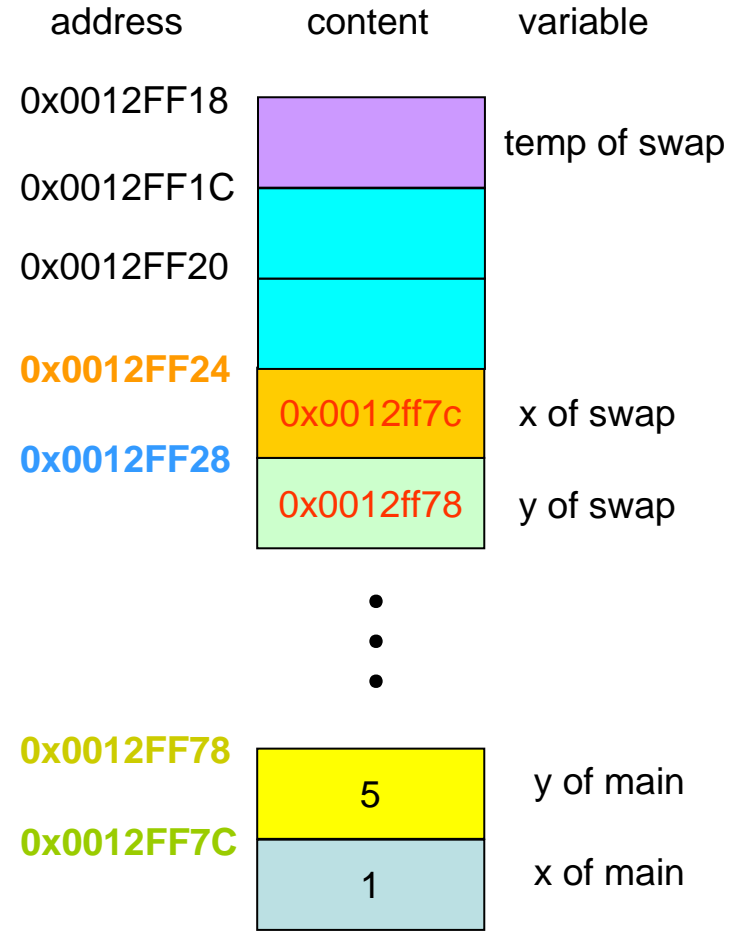 address content variable
0x0012FF18
temp of swap
0x0012FF1C
0x0012FF20
0x0012FF24
0x0012ff7c x of swap
0x0012FF28
0x0012ff78 y of swap
0x0012FF78
5 y of main
0x0012FF7C
1 x of main